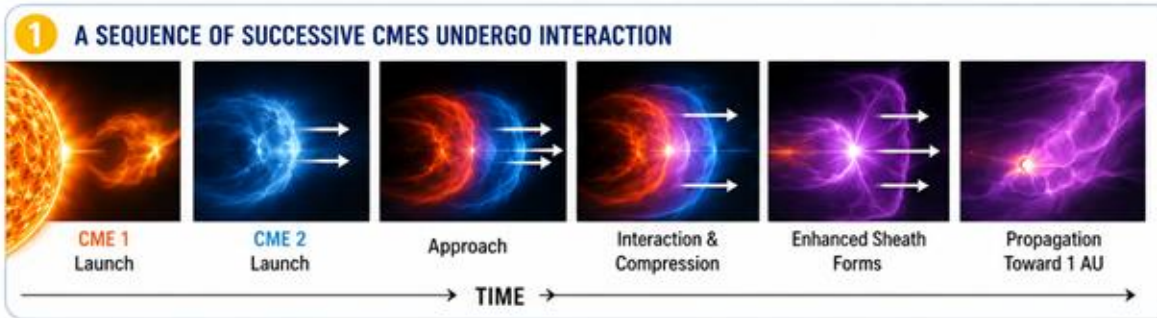 1 A SEQUENCE OF SUCCESSIVE CMES UNDERGO INTERACTION
CME 1
Launch
CME 2
Launch
Approach
Interaction &
Compression
Enhanced Sheath
Forms
Propagation
Toward 1 AU
TIME